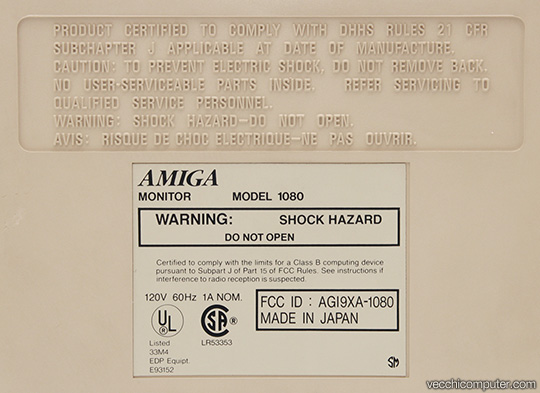 PRODUCT CERTIFIED TO COMPLY WITH DHHS RULES 21 CFR
SUBCHAPTER J APPLICABLE AT DATE OF MANUFACTURE.
CAUTION: TO PREVENT ELECTRIC SHOCK, DO NOT REMOVE BACK.
NO USER-SERVICEABLE PARTS INSIDE. REFER SERVICING TO
QUALIFIED SERVICE PERSONNEL.
WARNING: SHOCK HAZARD-DO NOT OPEN.
AVIS: RISQUE DE CHOC ELECTRIQUE-NE PAS OUVRIR.
AMIGA
MONITOR MODEL 1080
WARNING: SHOCK HAZARD
DO NOT OPEN
Certified to comply with the limits for a Class B computing device
pursuant to Subpart J of Part 15 of FCC Rules. See instructions if
interference to radio reception is suspected.
120V 60Hz 1A NOM.
UL ®
Listed
33M4
EDP Equipt.
E93152
SA ®
LR53353
FCC ID : AGI9XA-1080
MADE IN JAPAN
SM
vecchicomputer.com